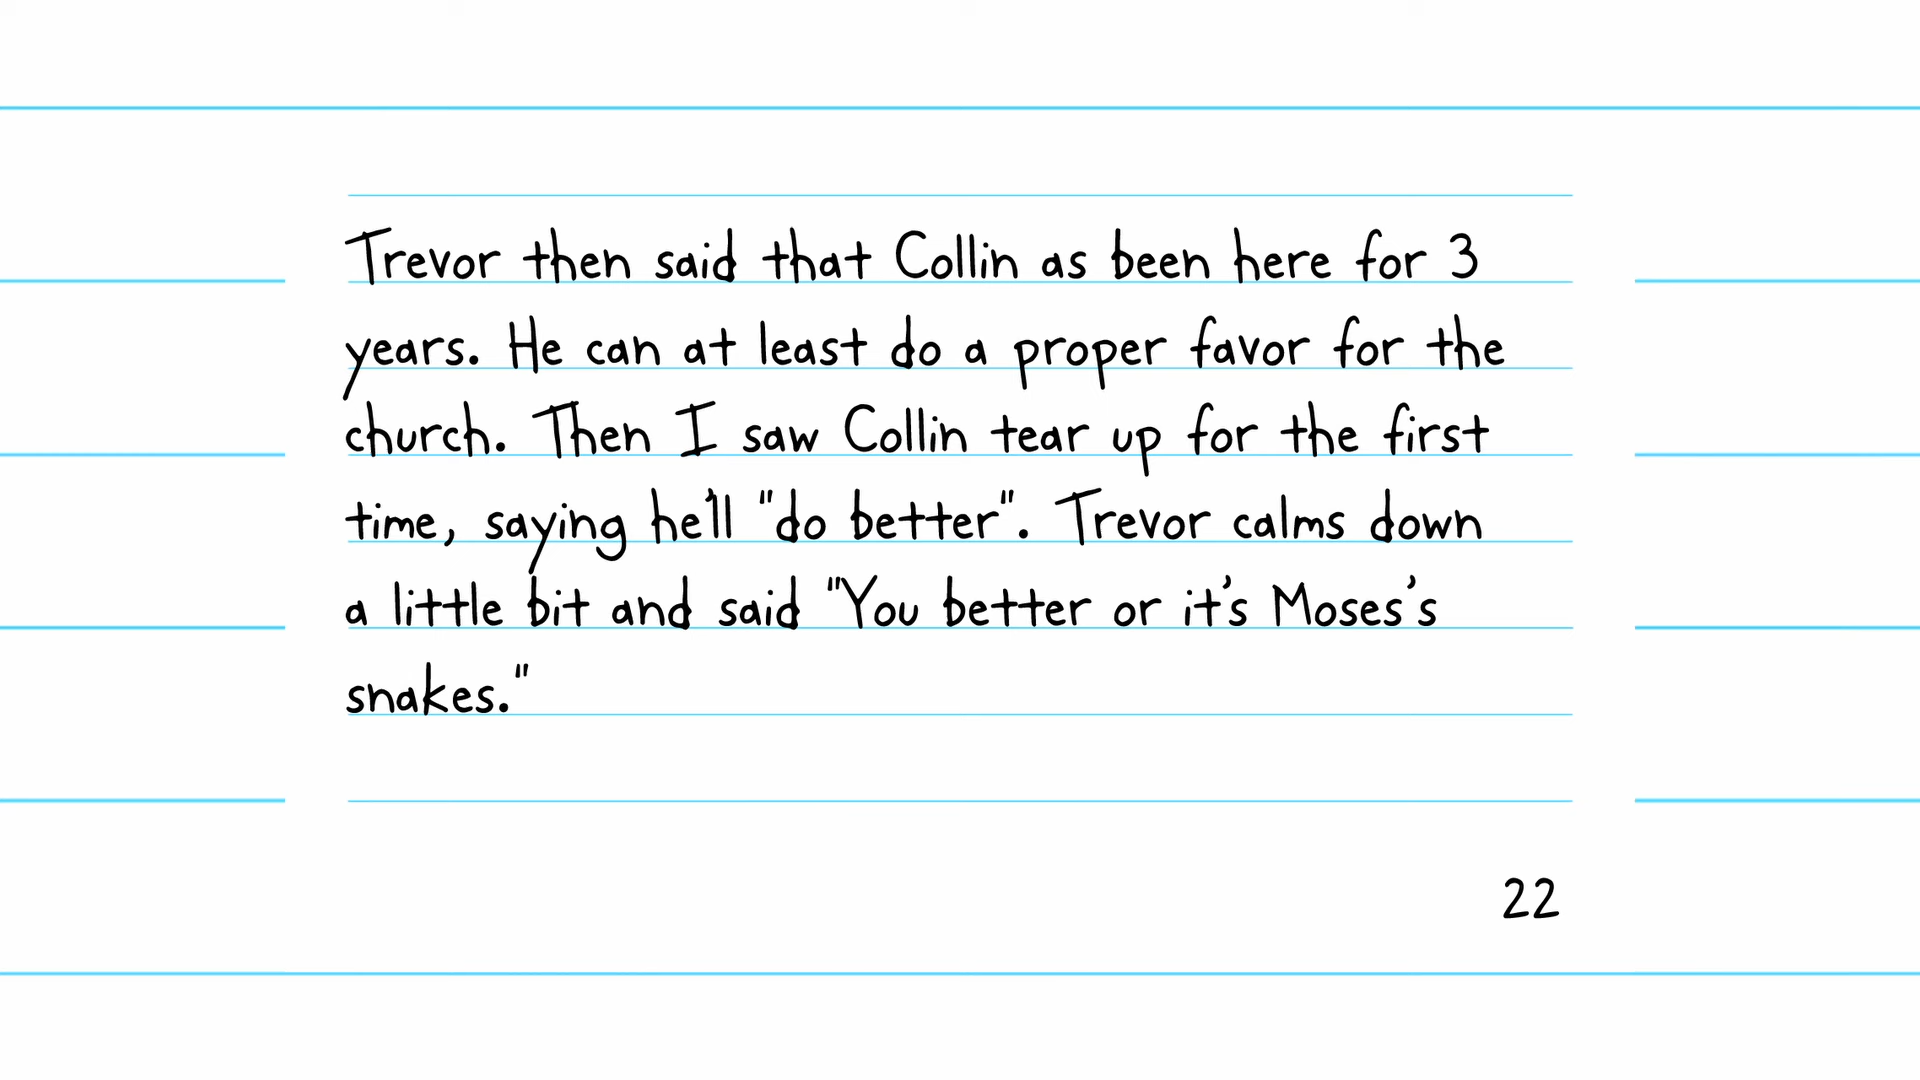 Trevor then said that Collin as been here for 3
years. He can at least do a proper favor for the
church. Then I saw Collin tear up for the first
time, saying he'll "do better". Trevor calms down
a little bit and said "You better or it's Moses's
snakes."
22